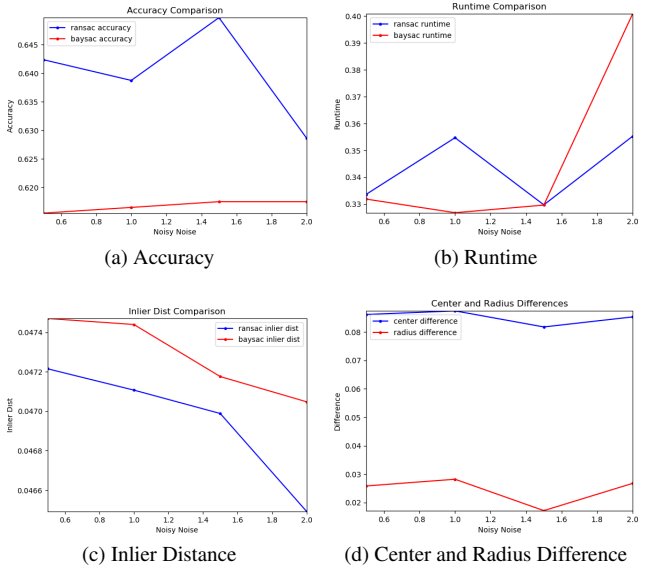 Accuracy Comparison
ransac accuracy
baysac accuracy
0.645
0.640
0.635
0.630
0.625
0.620
Accuracy
0.6 0.8 1.0 1.2 1.4 1.6 1.8 2.0
Noisy Noise
(a) Accuracy
Runtime Comparison
ransac runtime
baysac runtime
0.40
0.39
0.38
0.37
0.36
0.35
0.34
0.33
Runtime
0.6 0.8 1.0 1.2 1.4 1.6 1.8 2.0
Noisy Noise
(b) Runtime
Inlier Dist Comparison
ransac inlier dist
baysac inlier dist
0.0474
0.0472
0.0470
0.0468
0.0466
Inlier Dist
0.6 0.8 1.0 1.2 1.4 1.6 1.8 2.0
Noisy Noise
(c) Inlier Distance
Center and Radius Differences
center difference
radius difference
0.08
0.07
0.06
0.05
0.04
0.03
0.02
Difference
0.6 0.8 1.0 1.2 1.4 1.6 1.8 2.0
Noisy Noise
(d) Center and Radius Difference